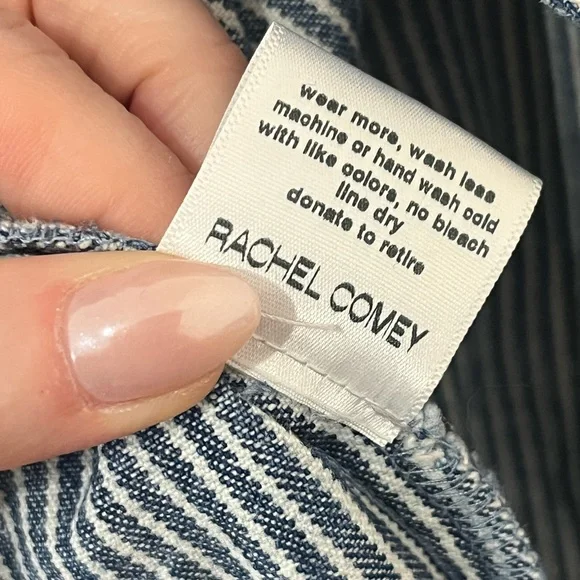 wear more, wash less
machine or hand wash cold
with like colors, no bleach
line dry
donate to retire
RACHEL COMEY